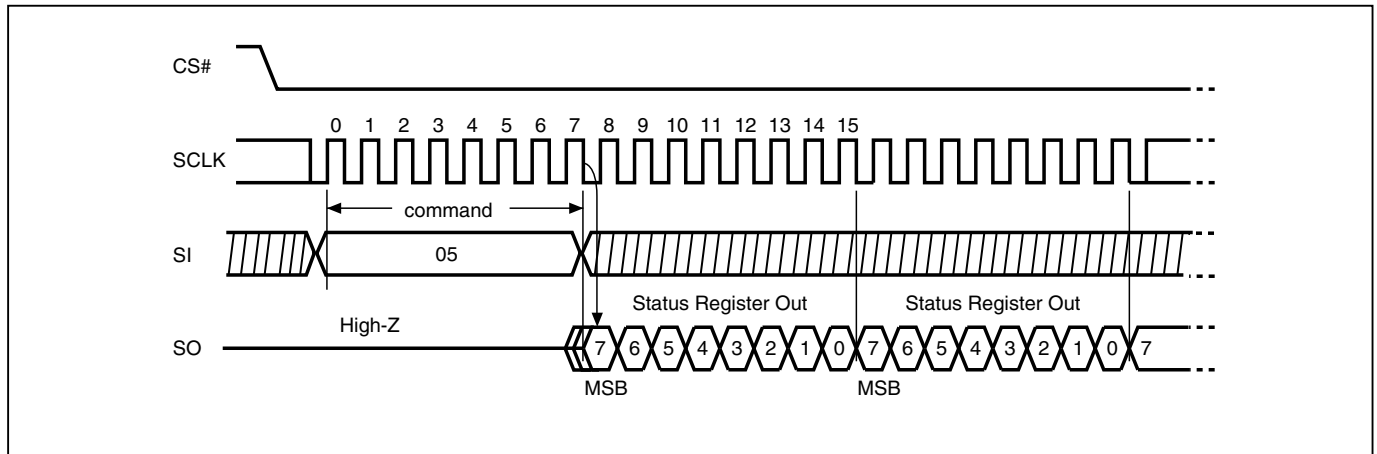 CS#
0 1 2 3 4 5 6 7 8 9 10 11 12 13 14 15
SCLK
command
SI
05
Status Register Out Status Register Out
High-Z
SO
7 6 5 4 3 2 1 0 7 6 5 4 3 2 1 0 7
MSB MSB